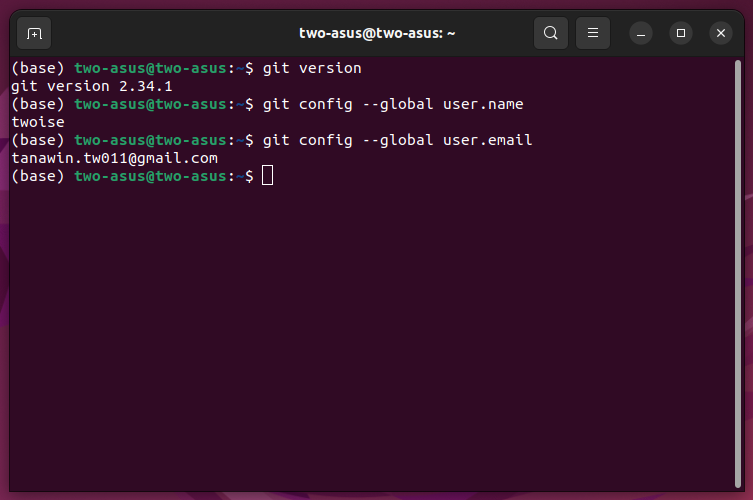 two-asus@two-asus: ~
(base) two-asus@two-asus:~$ git version
git version 2.34.1
(base) two-asus@two-asus:~$ git config --global user.name
twoise
(base) two-asus@two-asus:~$ git config --global user.email
tanawin.tw011@gmail.com
(base) two-asus@two-asus:~$